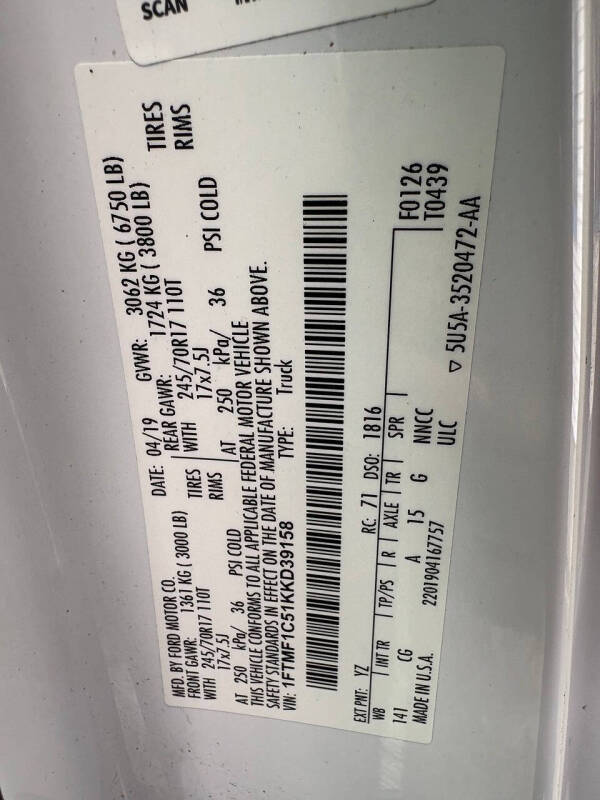 SCAN
MFD. BY FORD MOTOR CO.
DATE: 04/19 GVWR: 3062 KG ( 6750 LB)
FRONT GAWR: 1361 KG ( 3000 LB) REAR GAWR: 1724 KG ( 3800 LB)
WITH 245/70R17 110T TIRES WITH 245/70R17 110T TIRES
17x7.5J RIMS 17x7.5J RIMS
AT 250 kPa/ 36 PSI COLD AT 250 kPa/ 36 PSI COLD
THIS VEHICLE CONFORMS TO ALL APPLICABLE FEDERAL MOTOR VEHICLE
SAFETY STANDARDS IN EFFECT ON THE DATE OF MANUFACTURE SHOWN ABOVE.
VIN: 1FTMF1C51KKD39158 TYPE: Truck
EXT PNT: YZ RC: 71 DSO: 1816
WB INT TR TP/PS R AXLE TR SPR F0126
141 CG A 15 G NNCC T0439
MADE IN U.S.A. 2201904167757 ULC
▽ 5U5A-3520472-AA